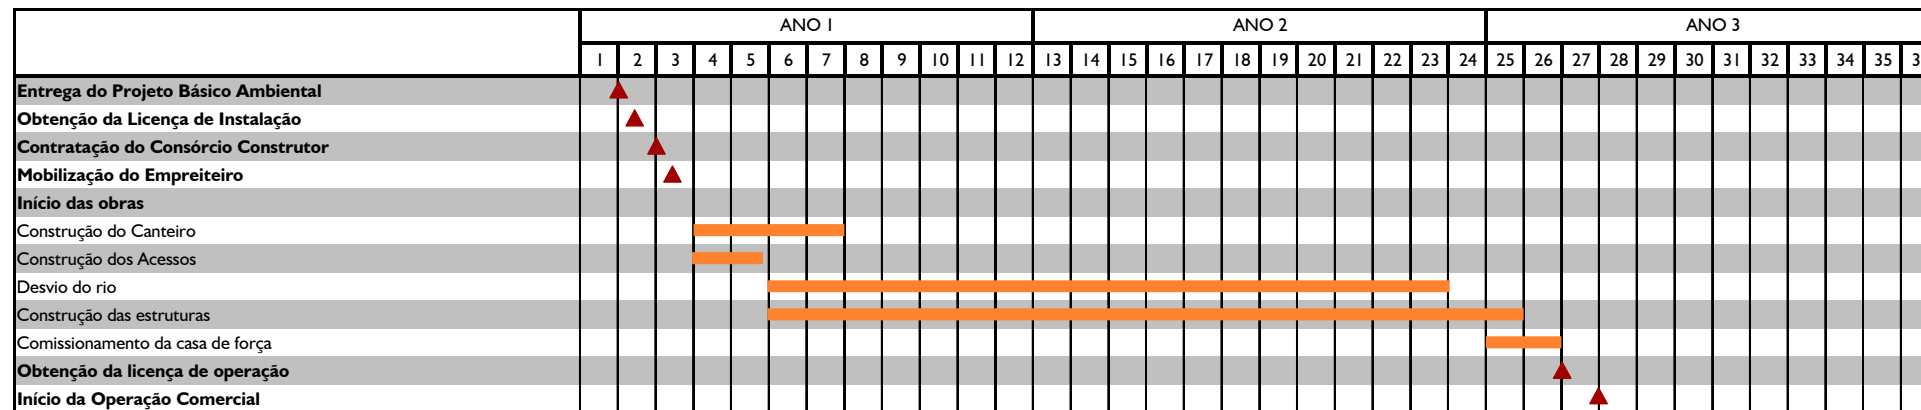 ANO 1 ANO 2 ANO 3
1 2 3 4 5 6 7 8 9 10 11 12 13 14 15 16 17 18 19 20 21 22 23 24 25 26 27 28 29 30 31 32 33 34 35
Entrega do Projeto Básico Ambiental
Obtenção da Licença de Instalação
Contratação do Consórcio Construtor
Mobilização do Empreiteiro
Início das obras
Construção do Canteiro
Construção dos Acessos
Desvio do rio
Construção das estruturas
Comissionamento da casa de força
Obtenção da licença de operação
Início da Operação Comercial